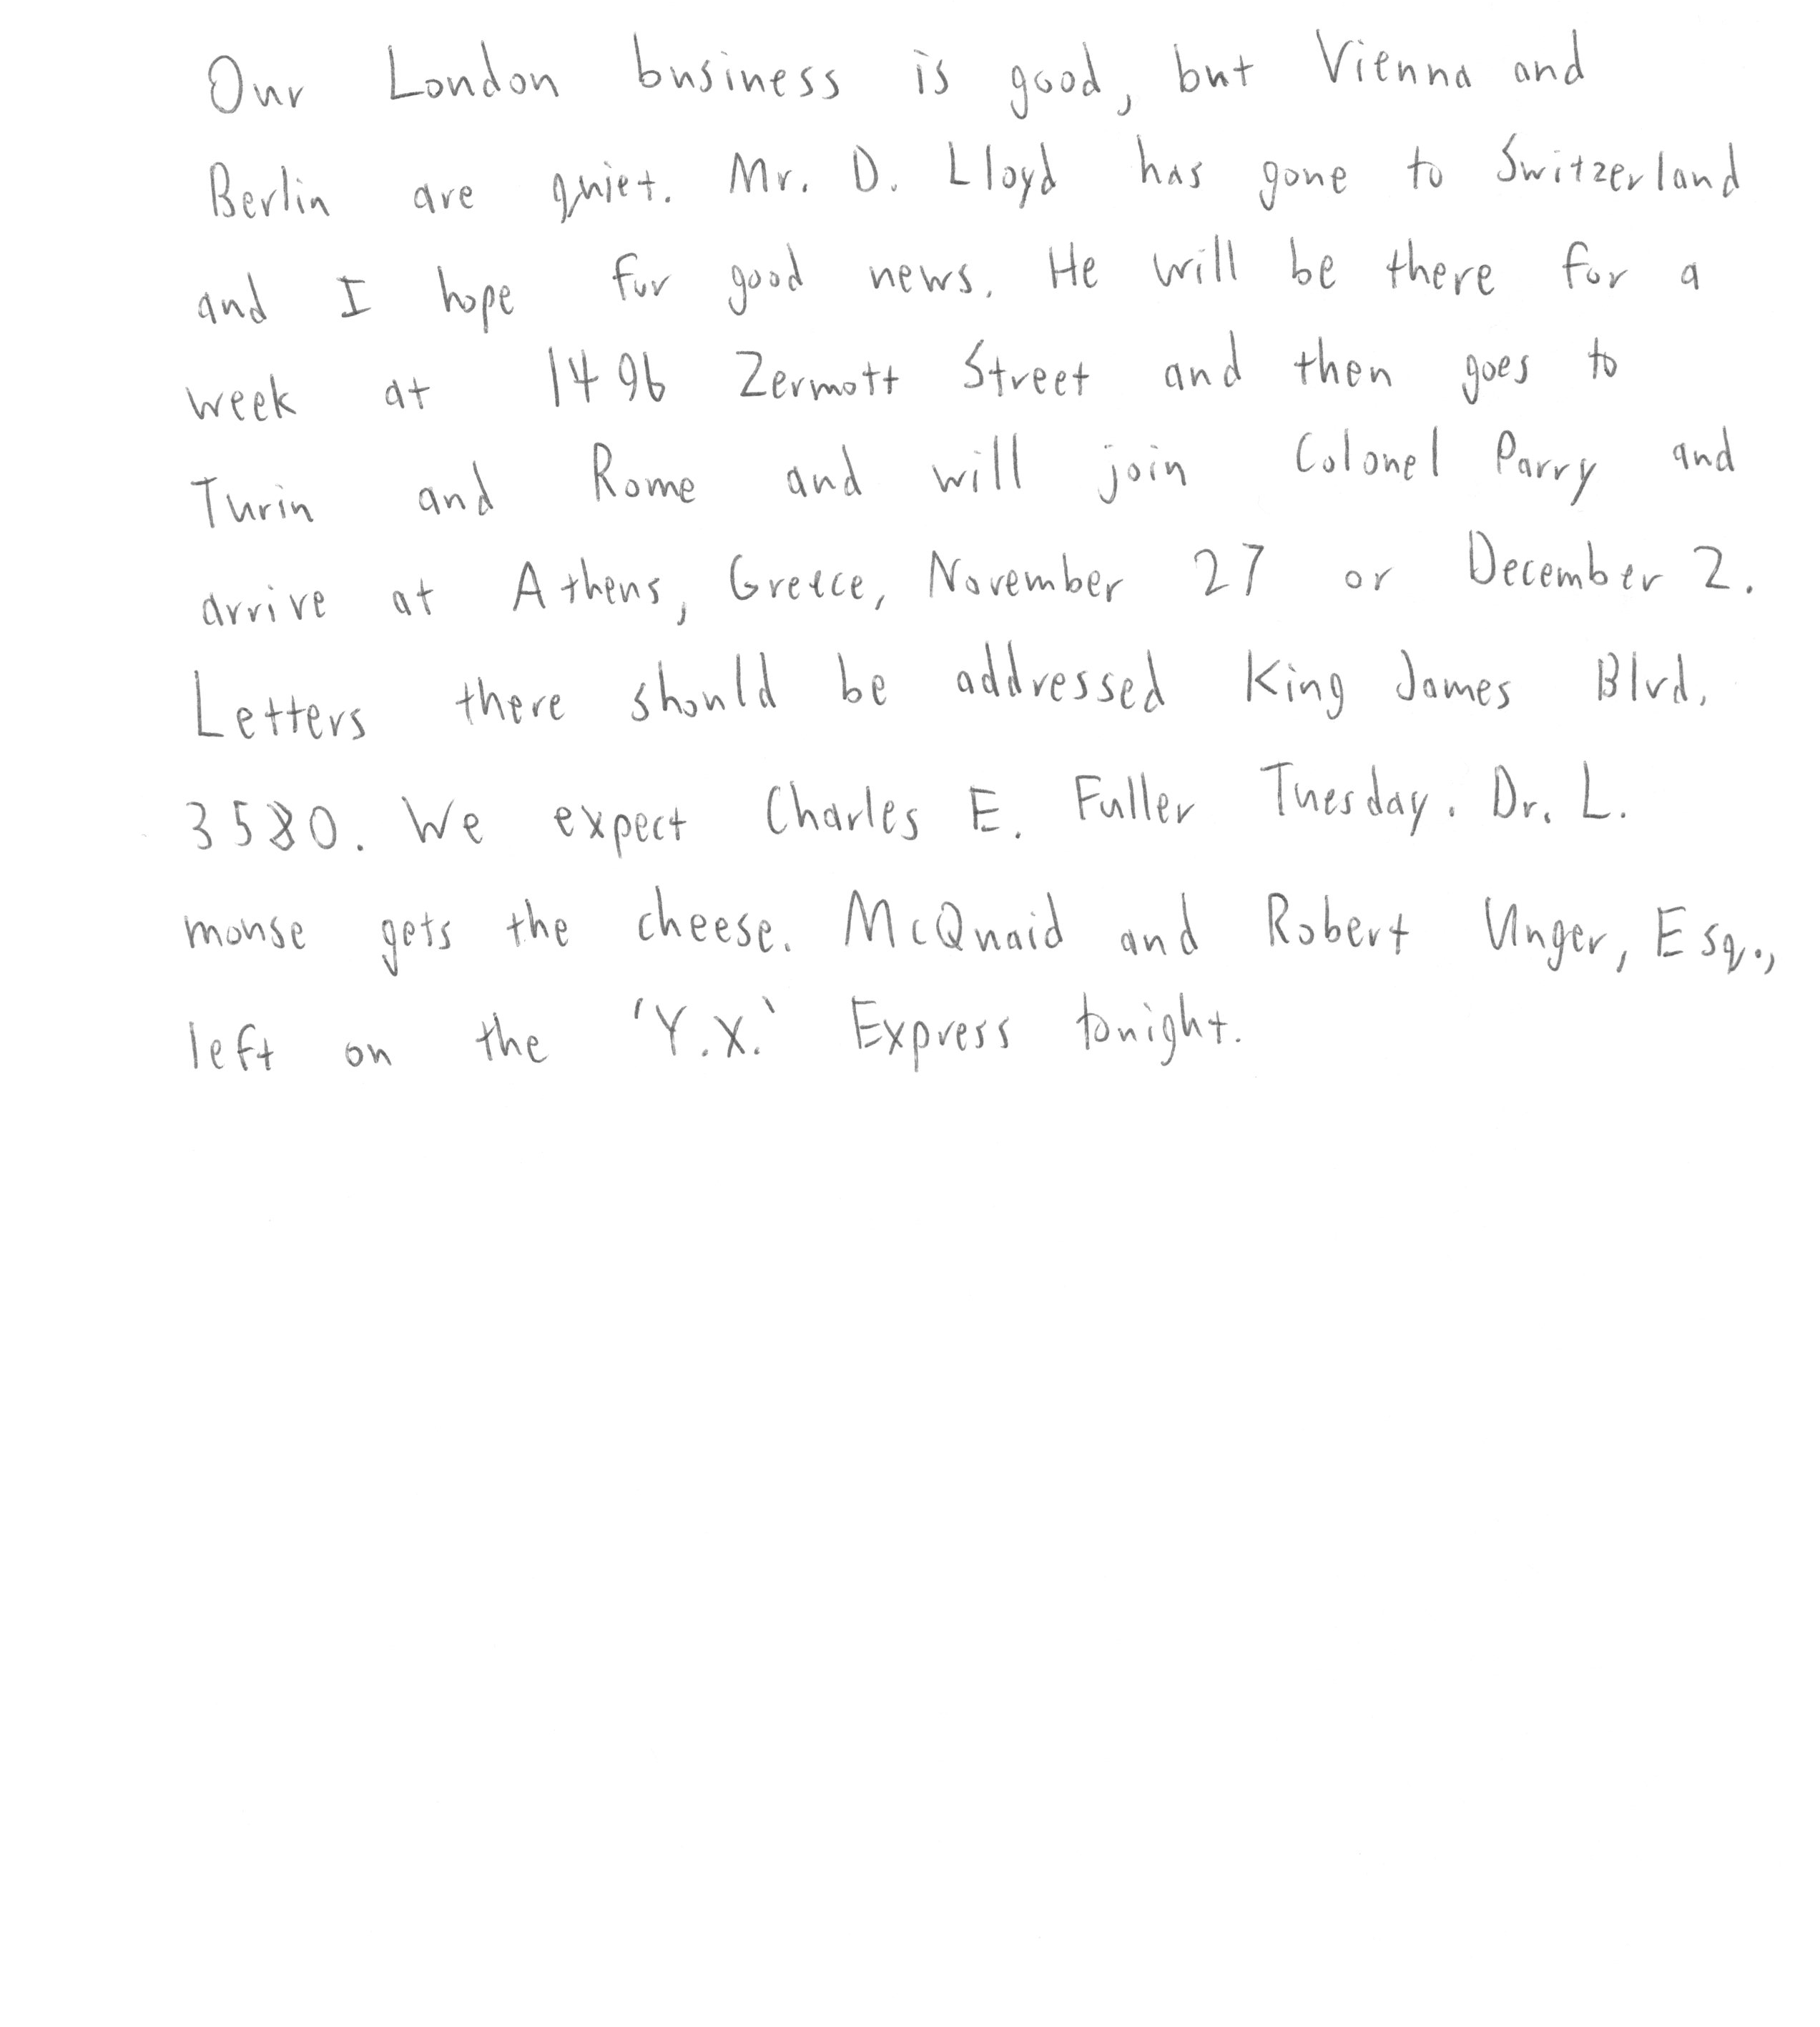 Our London business is good, but Vienna and
Berlin are quiet. Mr. D. Lloyd has gone to Switzerland
and I hope for good news. He will be there for a
week at 1496 Zermott Street and then goes to
Turin and Rome and will join Colonel Parry and
arrive at Athens, Greece, November 27 or December 2.
Letters there should be addressed King James Blvd.
3580. We expect Charles E. Fuller Tuesday. Dr. L.
mouse gets the cheese. McQuaid and Robert Unger, Esq.,
left on the 'Y.X.' Express tonight.